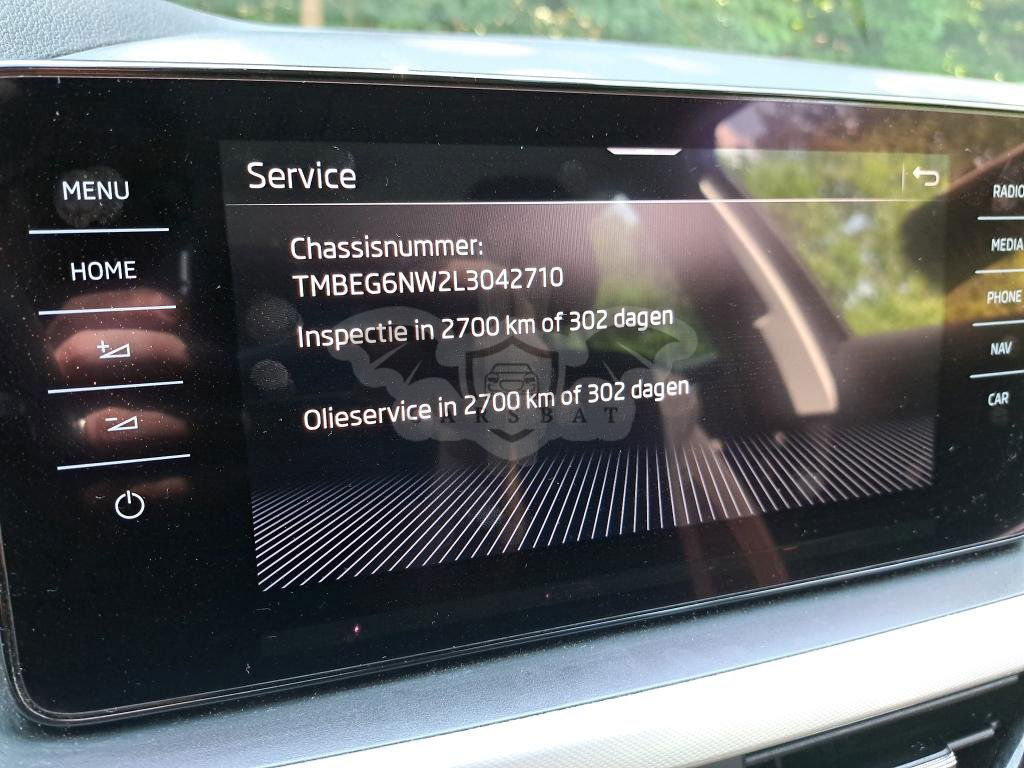 Service
MENU
HOME
Chassisnummer:
TMBEG6NW2L3042710
Inspectie in 2700 km of 302 dagen
Olieservice in 2700 km of 302 dagen
RADIO
MEDIA
PHONE
NAV
CAR